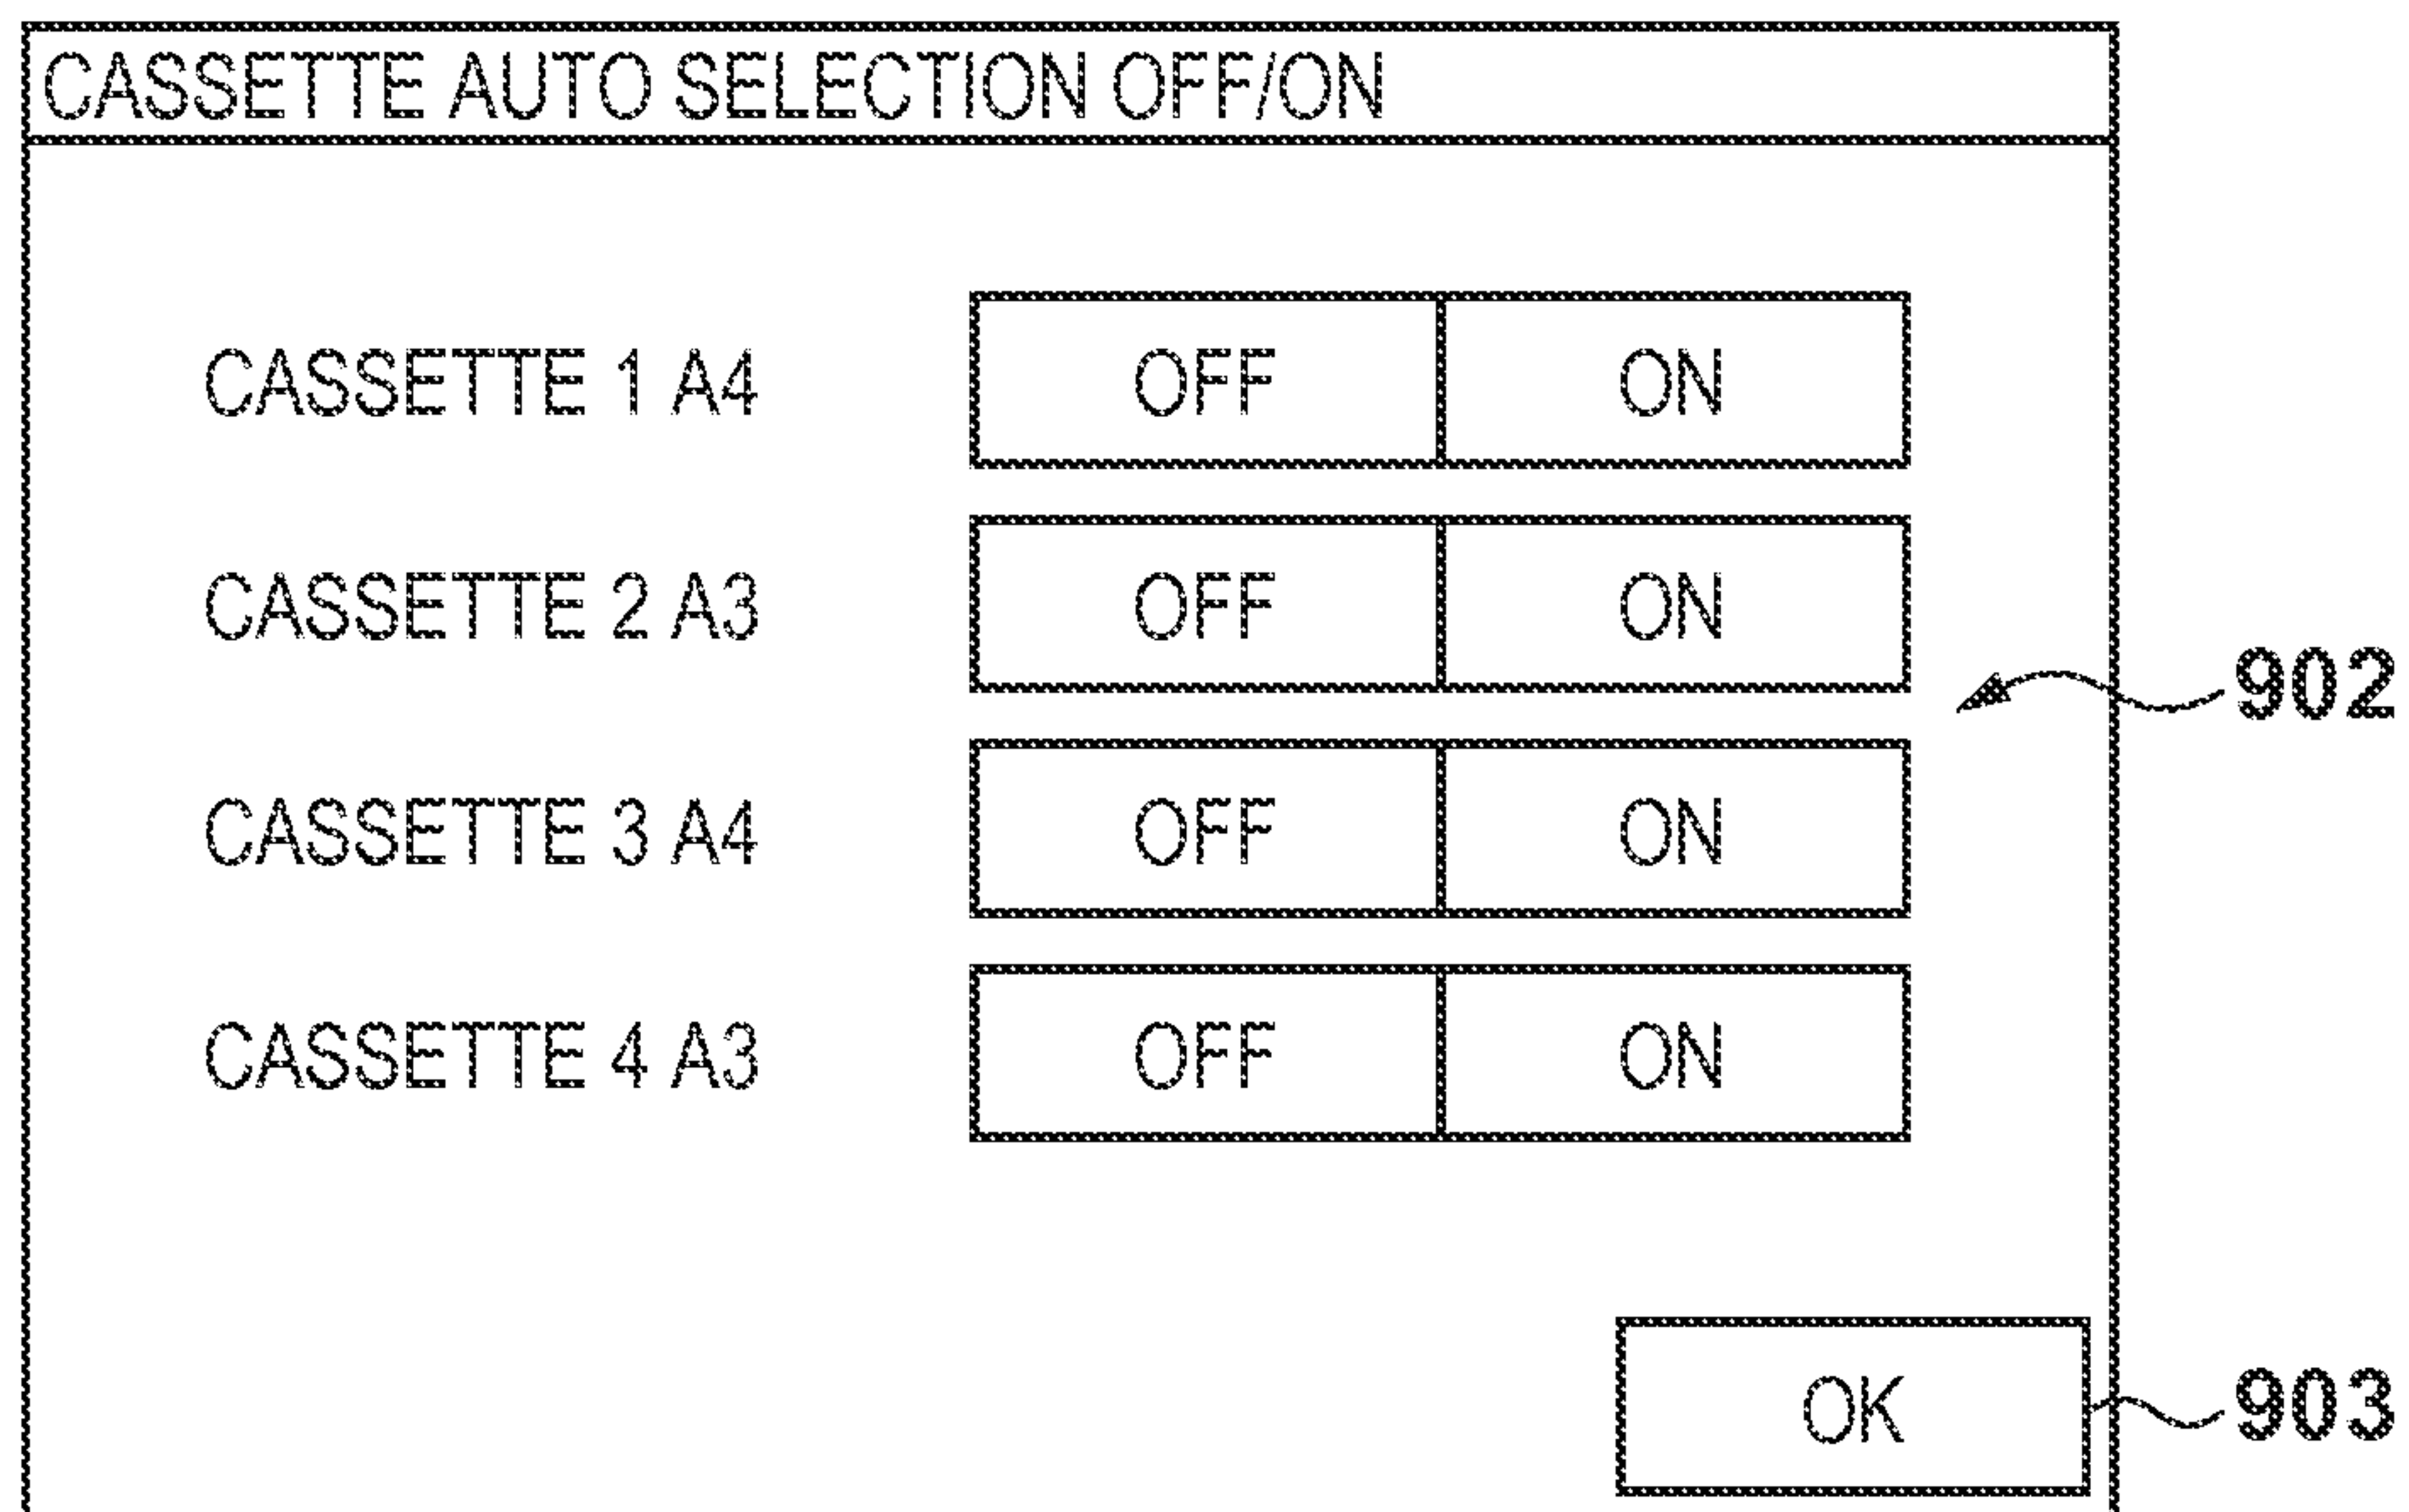 CASSETTE AUTO SELECTION OFF/ON
CASSETTE 1 A4 OFF ON
CASSETTE 2 A3 OFF ON
902
CASSETTE 3 A4 OFF ON
CASSETTE 4 A3 OFF ON
OK 903